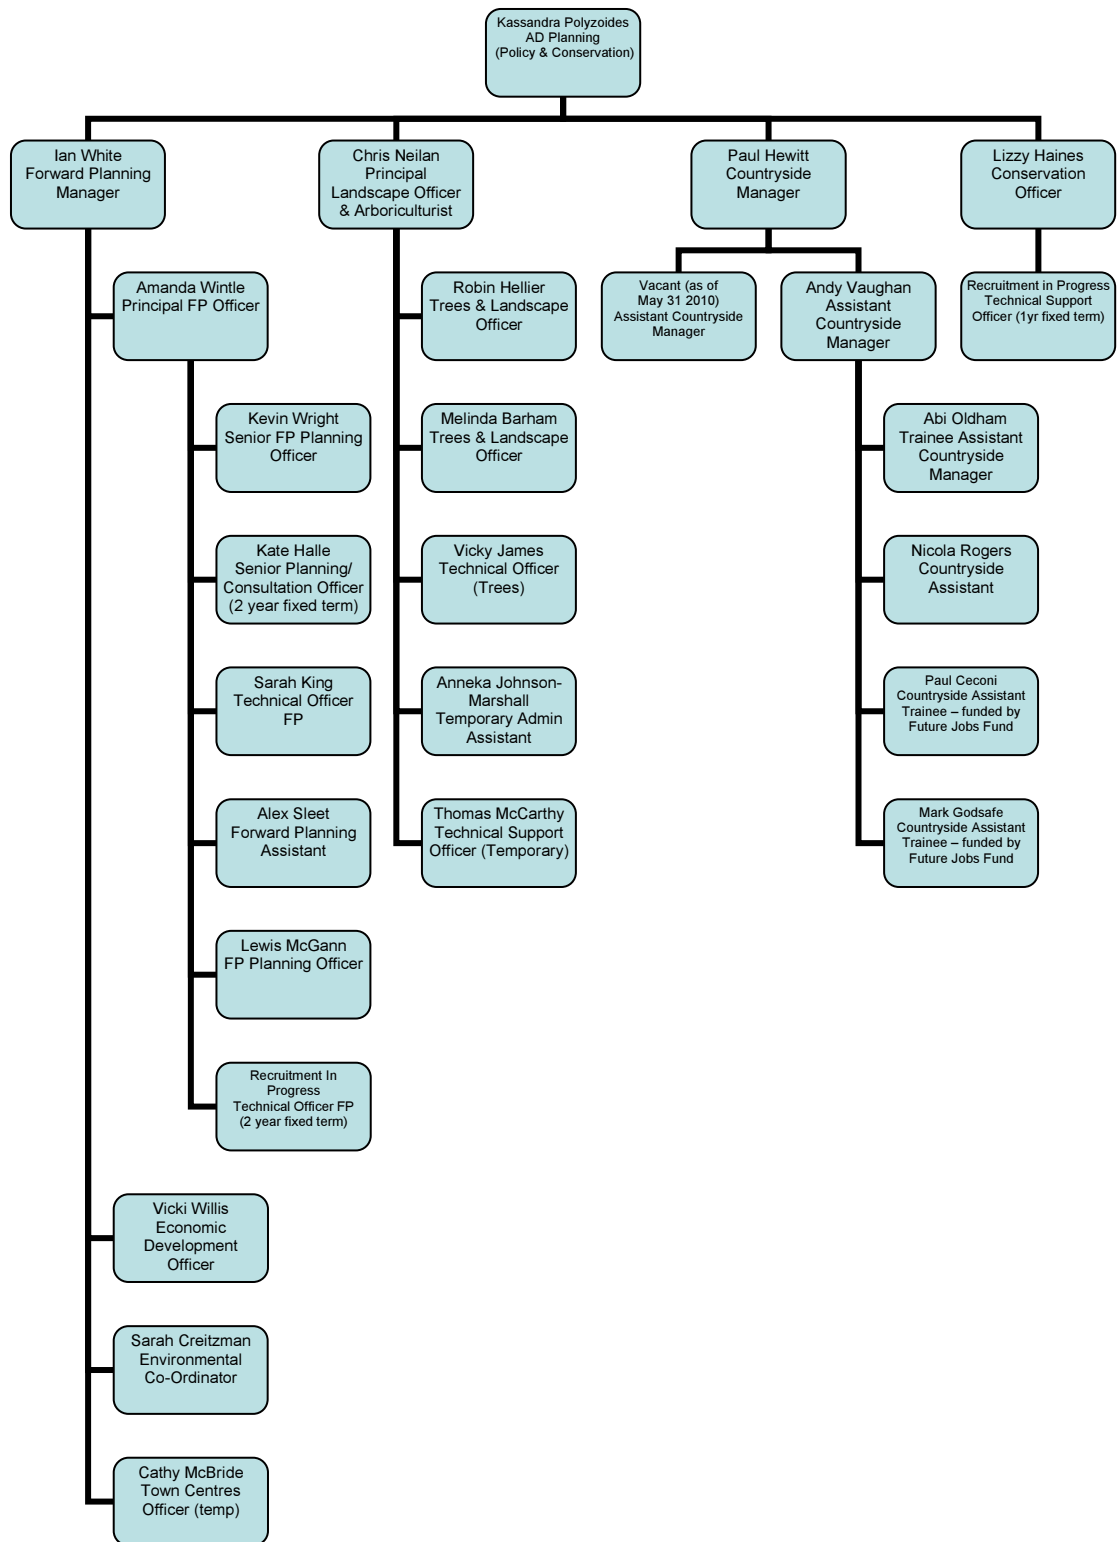 Kassandra Polyzoides
AD Planning
(Policy & Conservation)
Ian White
Forward Planning
Manager
Chris Neilan
Principal
Landscape Officer
& Arboriculturist
Paul Hewitt
Countryside
Manager
Lizzy Haines
Conservation
Officer
Amanda Wintle
Principal FP Officer
Robin Hellier
Trees & Landscape
Officer
Vacant (as of
May 31 2010)
Assistant Countryside
Manager
Andy Vaughan
Assistant
Countryside
Manager
Recruitment in Progress
Technical Support
Officer (1yr fixed term)
Kevin Wright
Senior FP Planning
Officer
Melinda Barham
Trees & Landscape
Officer
Abi Oldham
Trainee Assistant
Countryside
Manager
Kate Halle
Senior Planning/
Consultation Officer
(2 year fixed term)
Vicky James
Technical Officer
(Trees)
Nicola Rogers
Countryside
Assistant
Sarah King
Technical Officer
FP
Anneka Johnson-
Marshall
Temporary Admin
Assistant
Paul Ceconi
Countryside Assistant
Trainee – funded by
Future Jobs Fund
Alex Sleet
Forward Planning
Assistant
Thomas McCarthy
Technical Support
Officer (Temporary)
Mark Godsafe
Countryside Assistant
Trainee – funded by
Future Jobs Fund
Lewis McGann
FP Planning Officer
Recruitment In
Progress
Technical Officer FP
(2 year fixed term)
Vicki Willis
Economic
Development
Officer
Sarah Creitzman
Environmental
Co-Ordinator
Cathy McBride
Town Centres
Officer (temp)